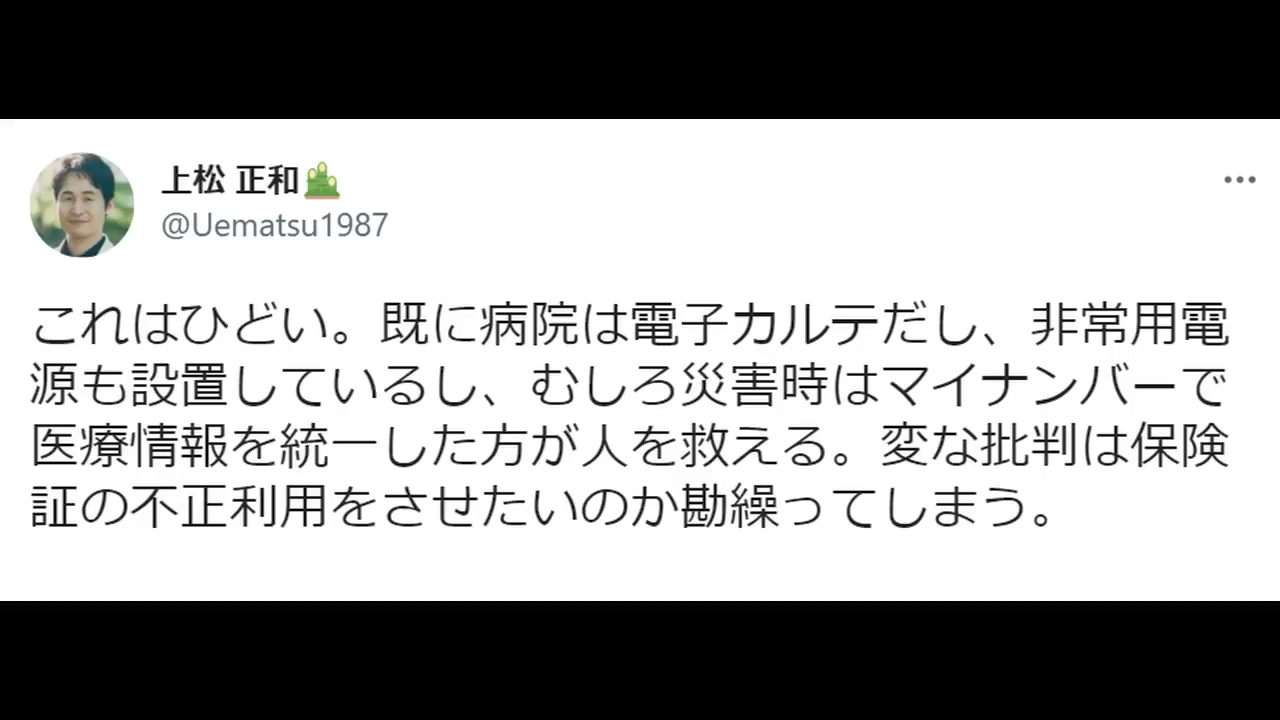 上松 正和🎍
@Uematsu1987
これはひどい。既に病院は電子カルテだし、非常用電
源も設置しているし、むしろ災害時はマイナンバーで
医療情報を統一した方が人を救える。変な批判は保険
証の不正利用をさせたいのか勘繰ってしまう。